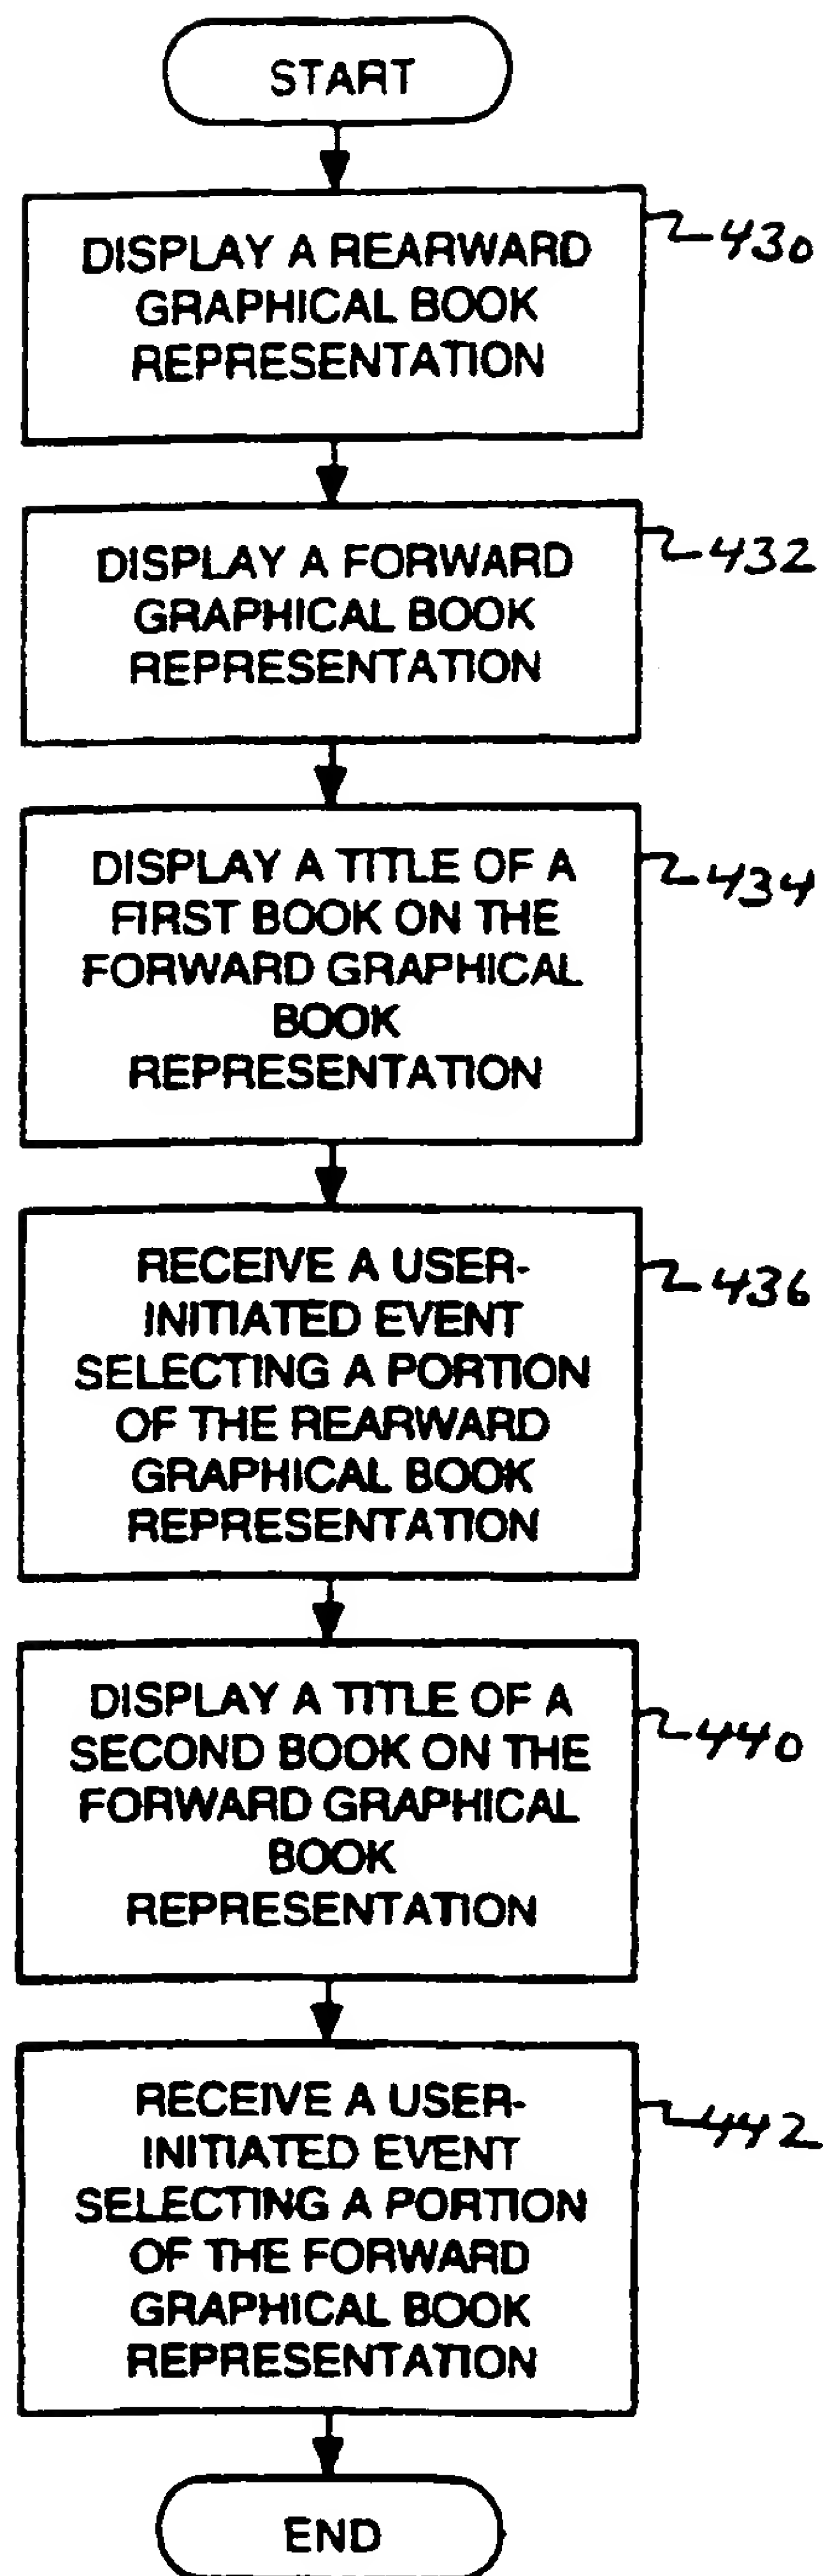 START
DISPLAY A REARWARD
GRAPHICAL BOOK
REPRESENTATION
430
DISPLAY A FORWARD
GRAPHICAL BOOK
REPRESENTATION
432
DISPLAY A TITLE OF A
FIRST BOOK ON THE
FORWARD GRAPHICAL
BOOK
REPRESENTATION
434
RECEIVE A USER-
INITIATED EVENT
SELECTING A PORTION
OF THE REARWARD
GRAPHICAL BOOK
REPRESENTATION
436
DISPLAY A TITLE OF A
SECOND BOOK ON THE
FORWARD GRAPHICAL
BOOK
REPRESENTATION
440
RECEIVE A USER-
INITIATED EVENT
SELECTING A PORTION
OF THE FORWARD
GRAPHICAL BOOK
REPRESENTATION
442
END